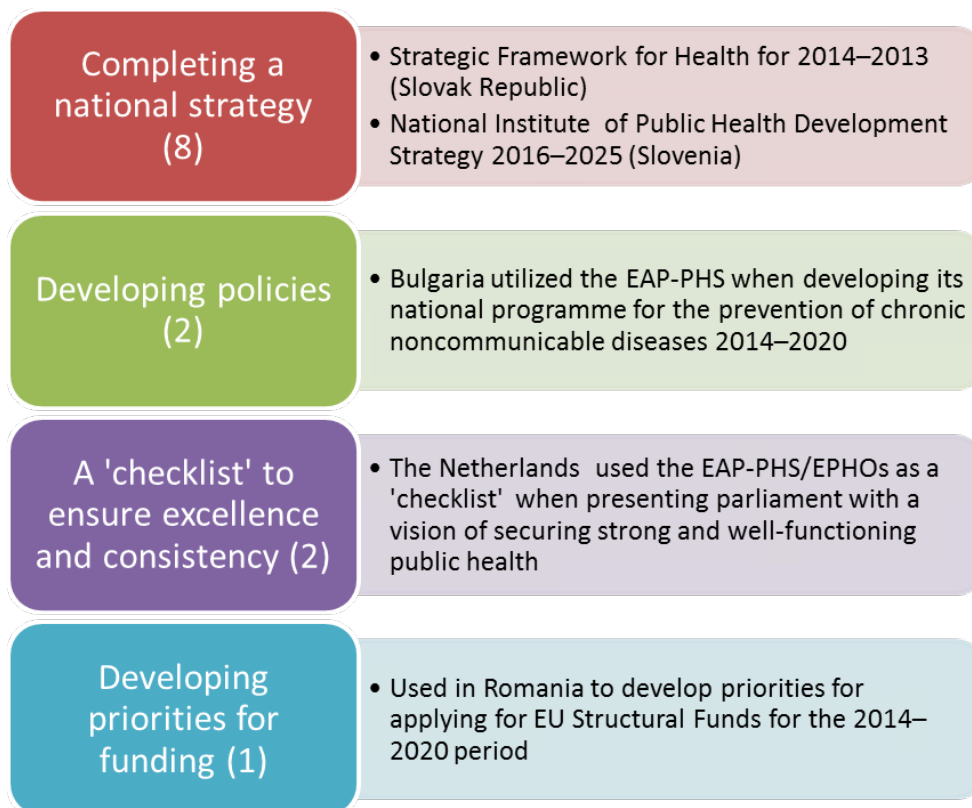 Completing a
national strategy
(8)
• Strategic Framework for Health for 2014–2013
(Slovak Republic)
• National Institute of Public Health Development
Strategy 2016–2025 (Slovenia)
Developing policies
(2)
• Bulgaria utilized the EAP-PHS when developing its
national programme for the prevention of chronic
noncommunicable diseases 2014–2020
A 'checklist' to
ensure excellence
and consistency (2)
• The Netherlands used the EAP-PHS/EPHOs as a
'checklist' when presenting parliament with a
vision of securing strong and well-functioning
public health
Developing
priorities for
funding (1)
• Used in Romania to develop priorities for
applying for EU Structural Funds for the 2014–
2020 period